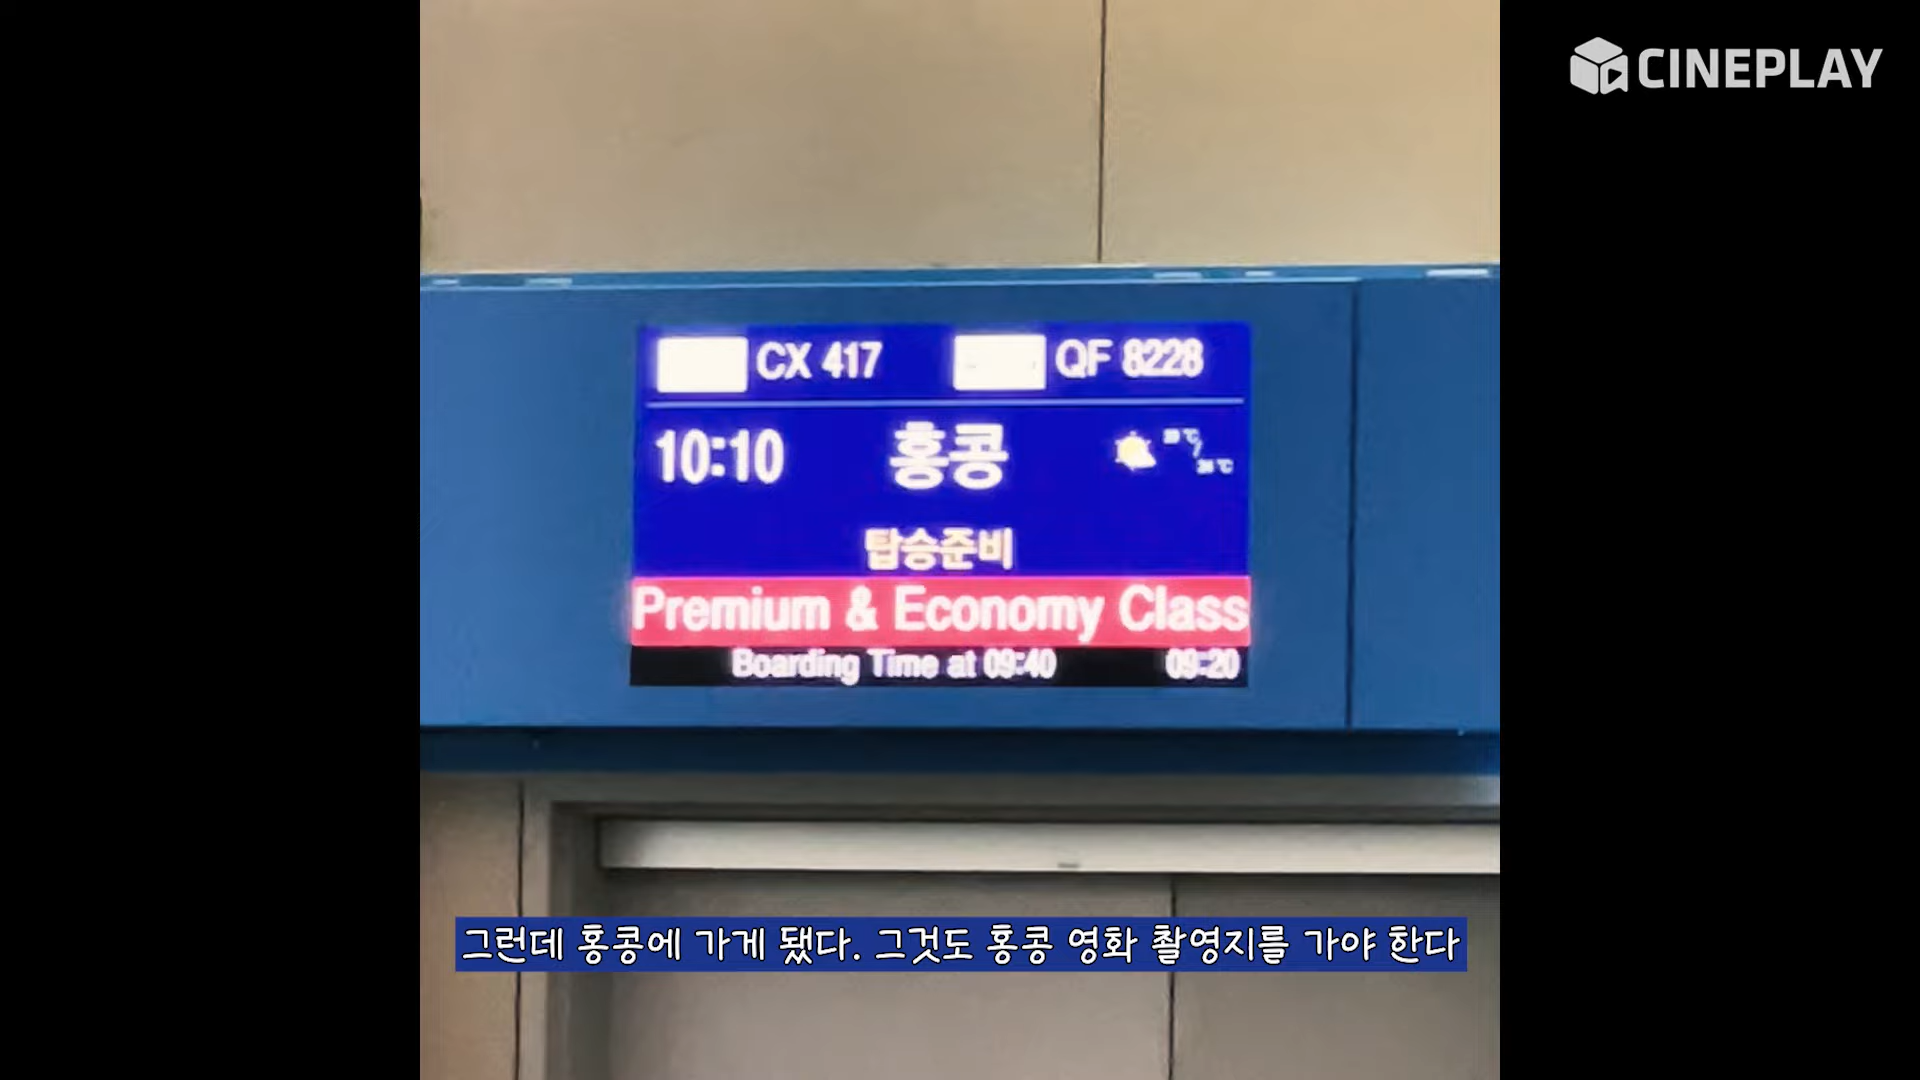 CINEPLAY
CX 417 QF 8228
10:10 홍콩
탑승준비
Premium & Economy Class
Boarding Time at 09:40 09:20
그런데 홍콩에 가게 됐다. 그것도 홍콩 영화 촬영지를 가야 한다